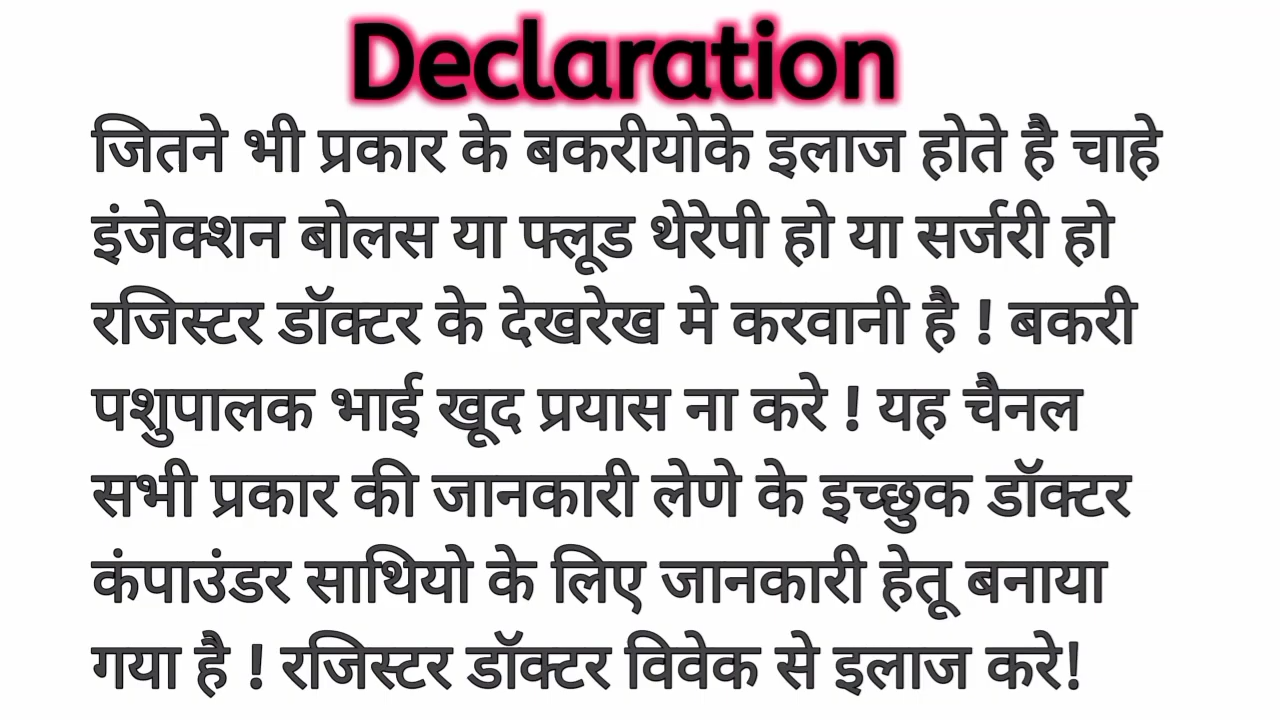 Declaration
जितने भी प्रकार के बकरीयोके इलाज होते है चाहे
इंजेक्शन बोलस या फ्लूड थेरेपी हो या सर्जरी हो
रजिस्टर डॉक्टर के देखरेख मे करवानी है ! बकरी
पशुपालक भाई खूद प्रयास ना करे ! यह चैनल
सभी प्रकार की जानकारी लेणे के इच्छुक डॉक्टर
कंपाउंडर साथियो के लिए जानकारी हेतू बनाया
गया है ! रजिस्टर डॉक्टर विवेक से इलाज करे!